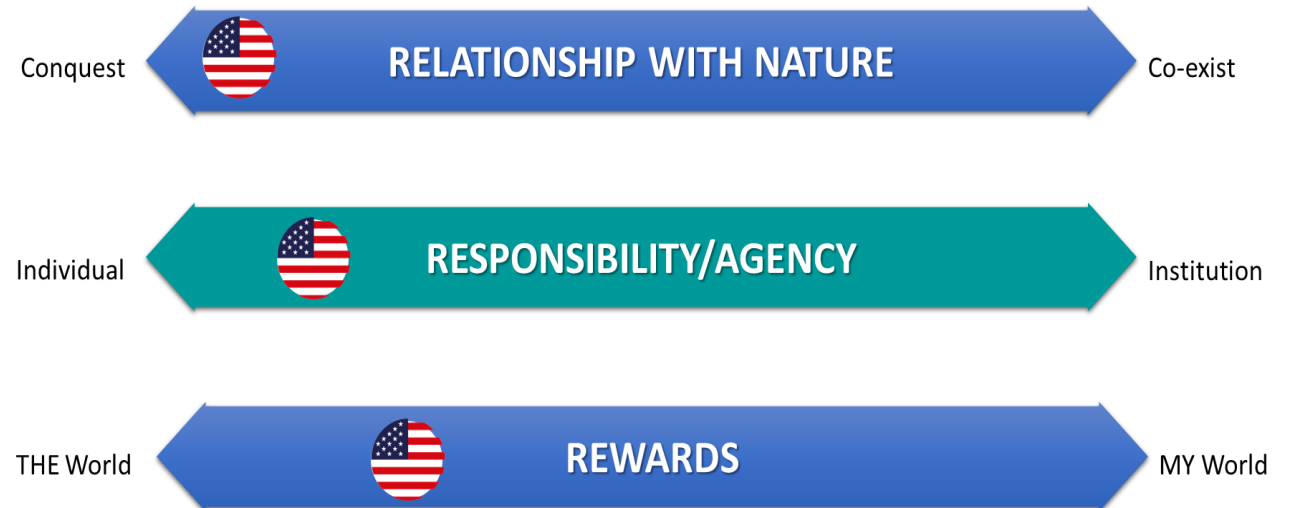 Conquest
RELATIONSHIP WITH NATURE
Co-exist
Individual
RESPONSIBILITY/AGENCY
Institution
THE World
REWARDS
MY World